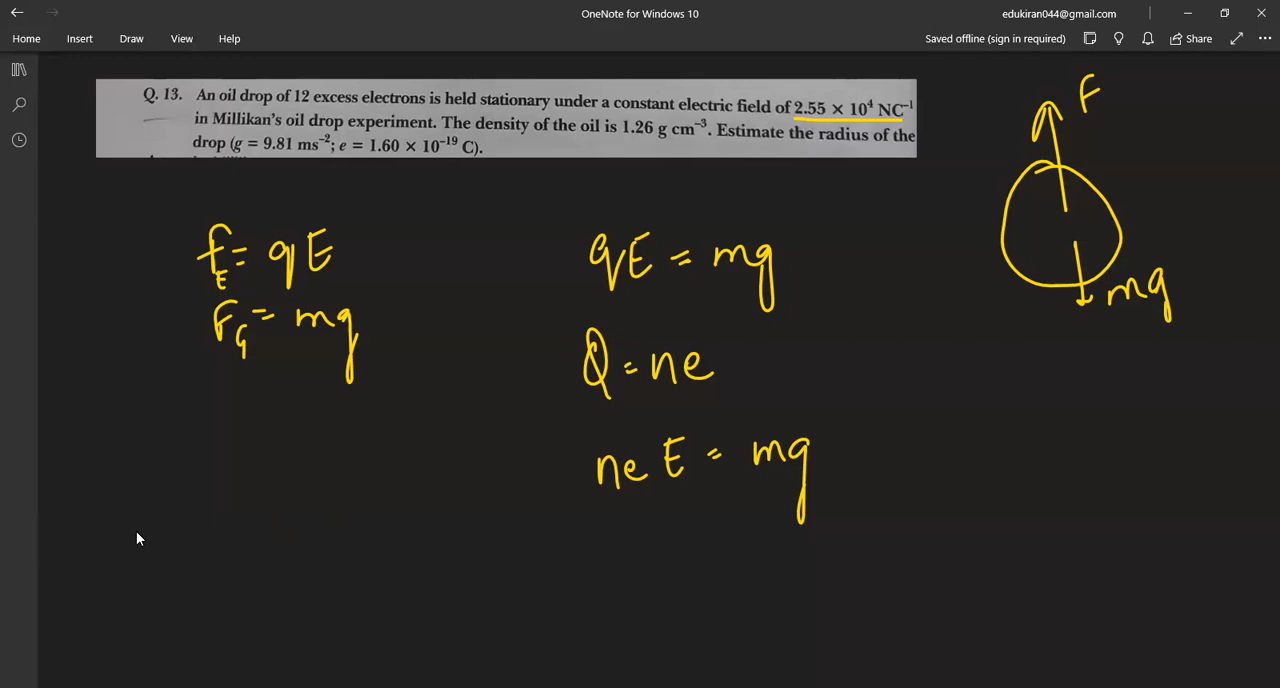 OneNote for Windows 10
edukiran044@gmail.com
Home Insert Draw View Help
Saved offline (sign in required)
Share
Q. 13. An oil drop of 12 excess electrons is held stationary under a constant electric field of 2.55 × 10⁴ NC⁻¹
in Millikan's oil drop experiment. The density of the oil is 1.26 g cm⁻³. Estimate the radius of the
drop (g = 9.81 ms⁻²; e = 1.60 × 10⁻¹⁹ C).
F
mg
f_E = qE
F_G = mg
qE = mg
Q = ne
ne E = mg